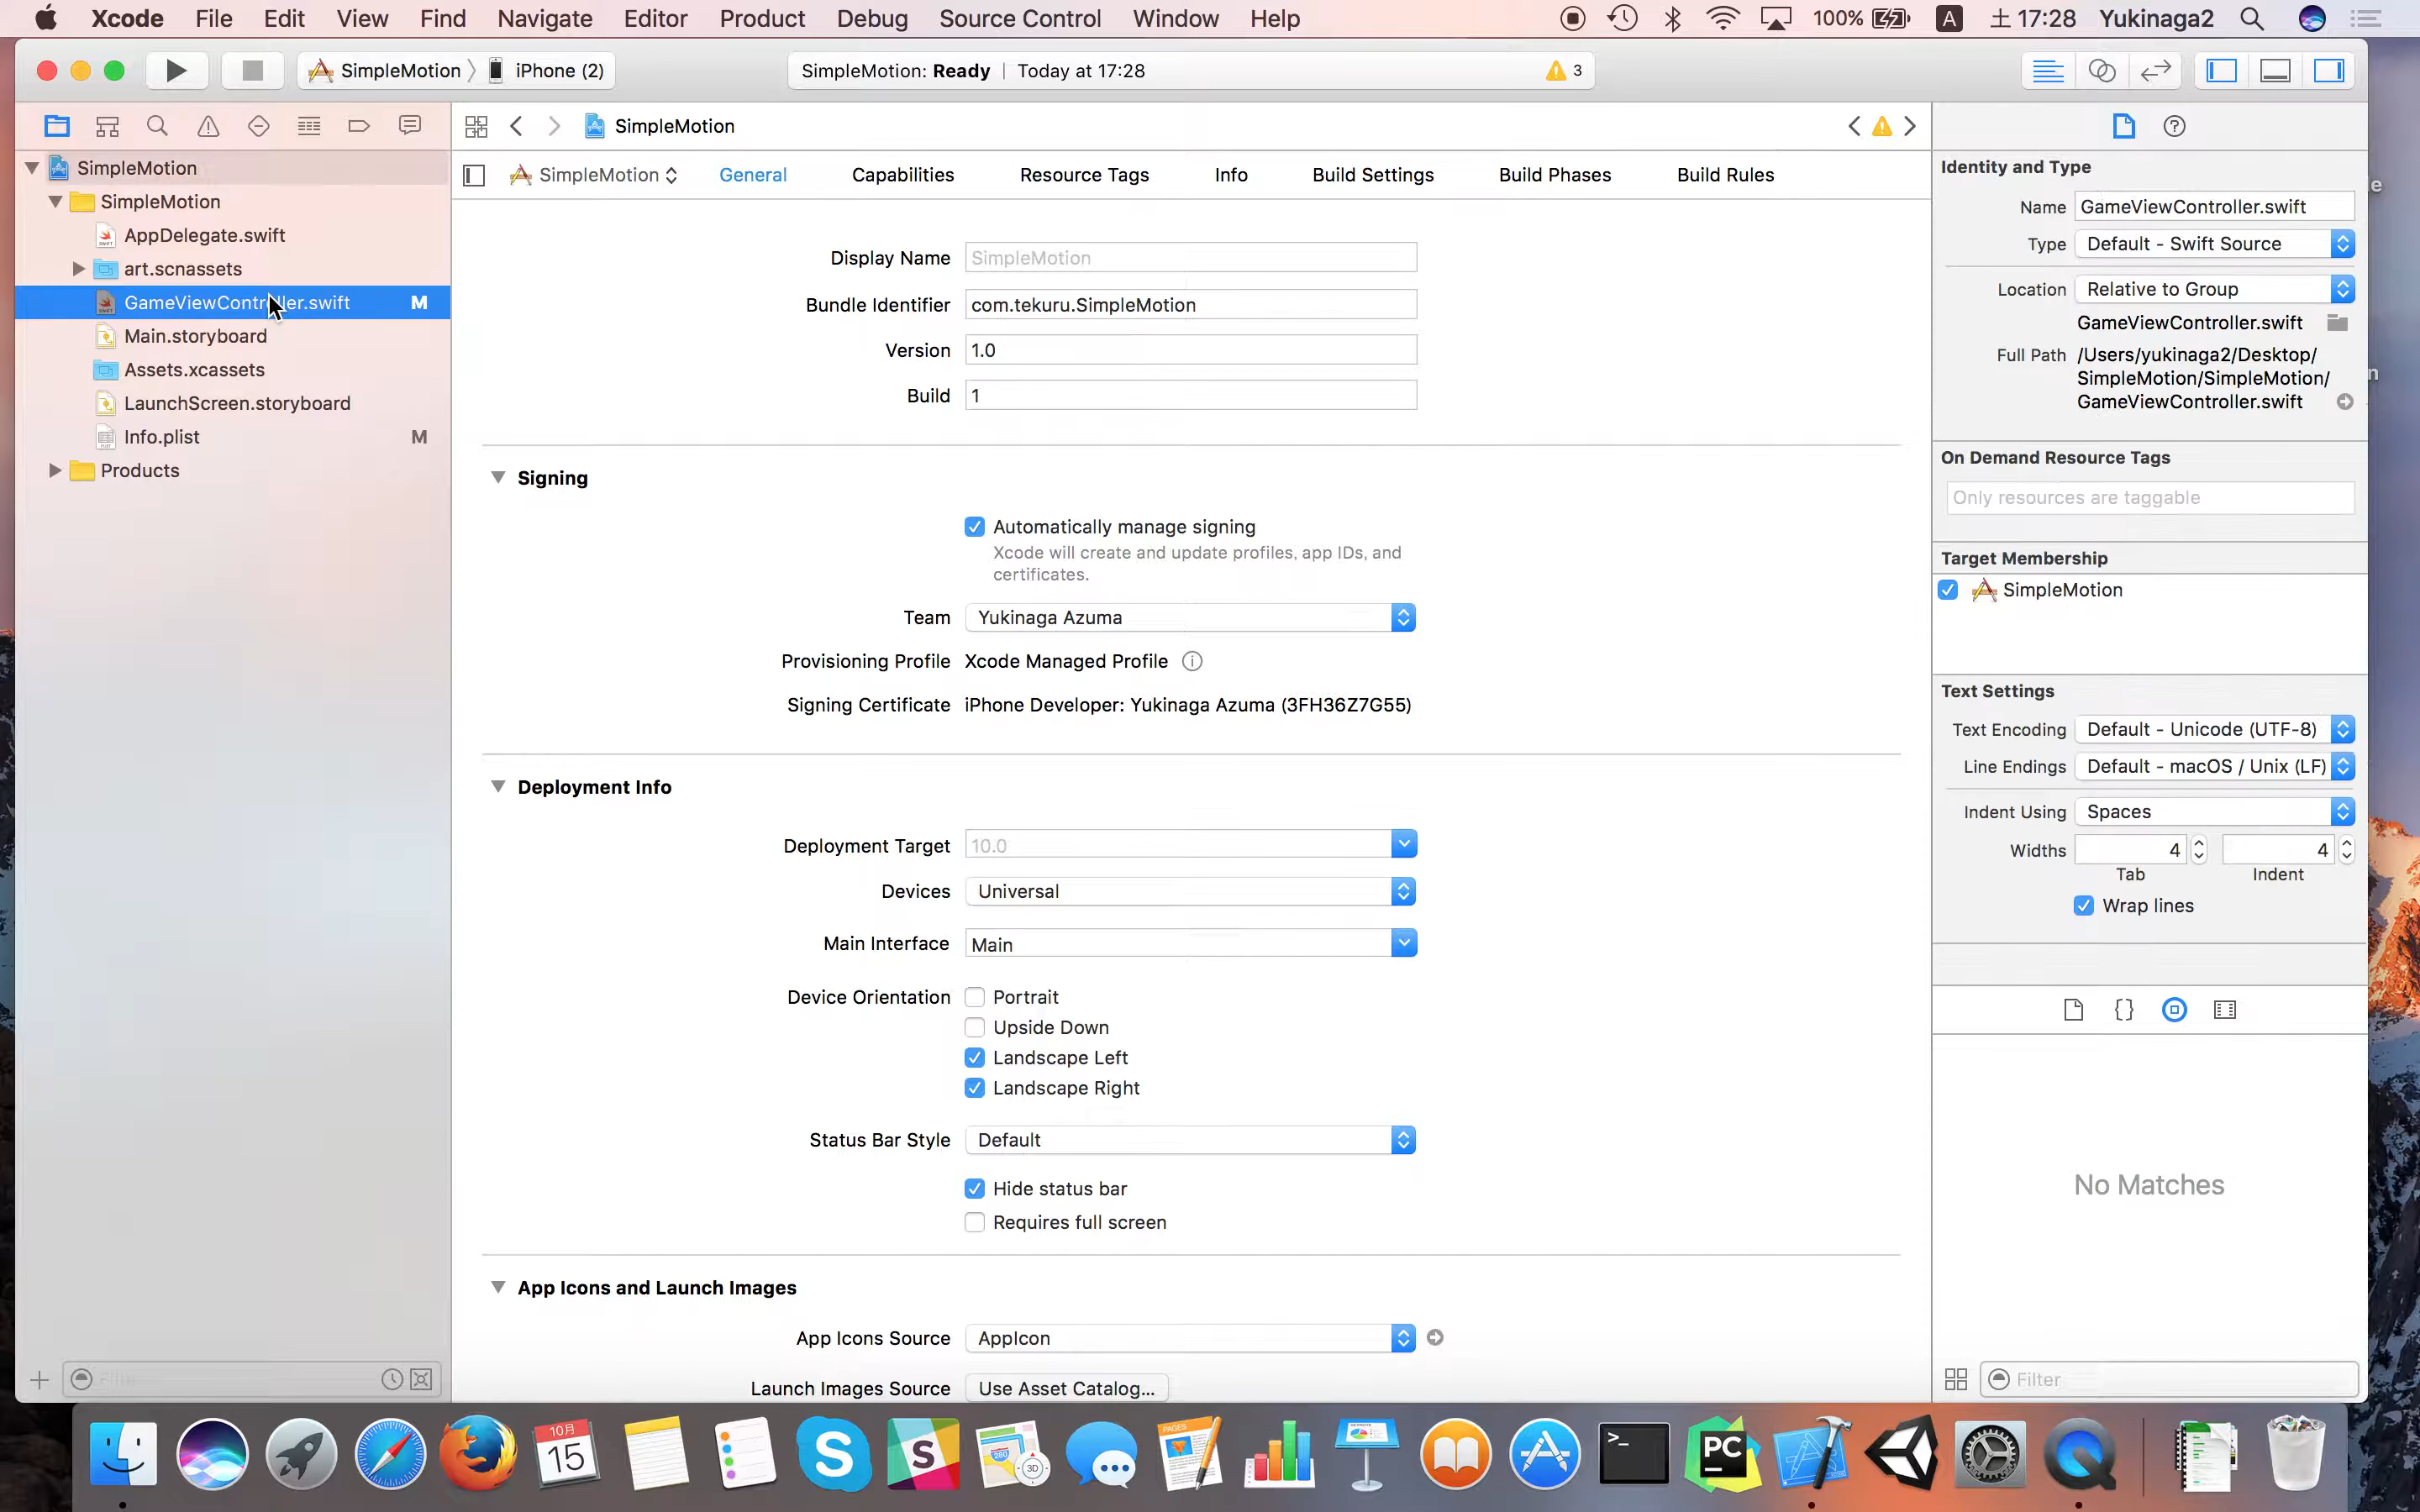 Xcode File Edit View Find Navigate Editor Product Debug Source Control Window Help 100% A 土 17:28 Yukinaga2
SimpleMotion iPhone (2) SimpleMotion: Ready Today at 17:28 3
SimpleMotion
SimpleMotion
AppDelegate.swift
art.scnassets
GameViewController.swift M
Main.storyboard
Assets.xcassets
LaunchScreen.storyboard
Info.plist M
Products
SimpleMotion
SimpleMotion General Capabilities Resource Tags Info Build Settings Build Phases Build Rules
Display Name SimpleMotion
Bundle Identifier com.tekuru.SimpleMotion
Version 1.0
Build 1
Signing
Automatically manage signing
Xcode will create and update profiles, app IDs, and
certificates.
Team Yukinaga Azuma
Provisioning Profile Xcode Managed Profile
Signing Certificate iPhone Developer: Yukinaga Azuma (3FH36Z7G55)
Deployment Info
Deployment Target 10.0
Devices Universal
Main Interface Main
Device Orientation Portrait
Upside Down
Landscape Left
Landscape Right
Status Bar Style Default
Hide status bar
Requires full screen
App Icons and Launch Images
App Icons Source AppIcon
Launch Images Source Use Asset Catalog...
Identity and Type
Name GameViewController.swift
Type Default - Swift Source
Location Relative to Group
GameViewController.swift
Full Path /Users/yukinaga2/Desktop/
SimpleMotion/SimpleMotion/
GameViewController.swift
On Demand Resource Tags
Only resources are taggable
Target Membership
SimpleMotion
Text Settings
Text Encoding Default - Unicode (UTF-8)
Line Endings Default - macOS / Unix (LF)
Indent Using Spaces
Widths 4 4
Tab Indent
Wrap lines
{}
No Matches
Filter
10月
15
S
280
3D
PAGES
>_
PC